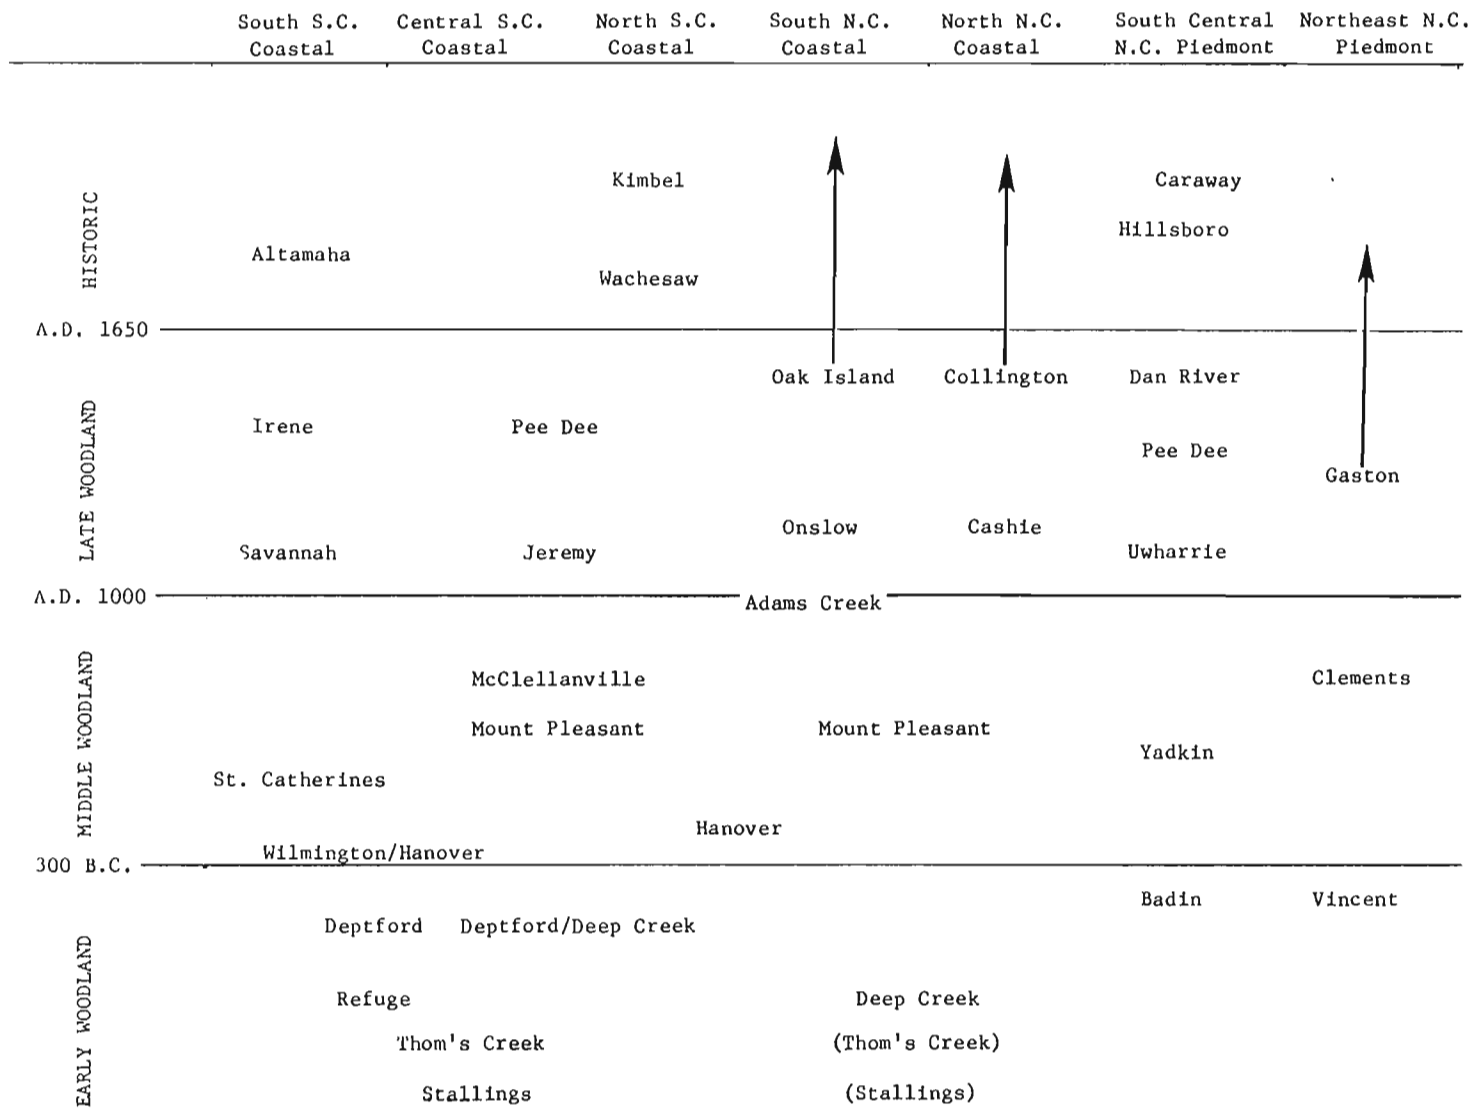 South S.C. Central S.C. North S.C. South N.C. North N.C. South Central Northeast N.C.
Coastal Coastal Coastal Coastal Coastal N.C. Piedmont Piedmont
HISTORIC
Kimbel Caraway
Hillsboro
Altamaha
Wachesaw
A.D. 1650
LATE WOODLAND
Oak Island Collington Dan River
Irene Pee Dee
Pee Dee
Gaston
Onslow Cashie
Savannah Jeremy Uwharrie
A.D. 1000
Adams Creek
MIDDLE WOODLAND
McClellanville Clements
Mount Pleasant Mount Pleasant
Yadkin
St. Catherines
Hanover
Wilmington/Hanover
300 B.C.
EARLY WOODLAND
Badin Vincent
Deptford Deptford/Deep Creek
Refuge Deep Creek
Thom's Creek (Thom's Creek)
Stallings (Stallings)